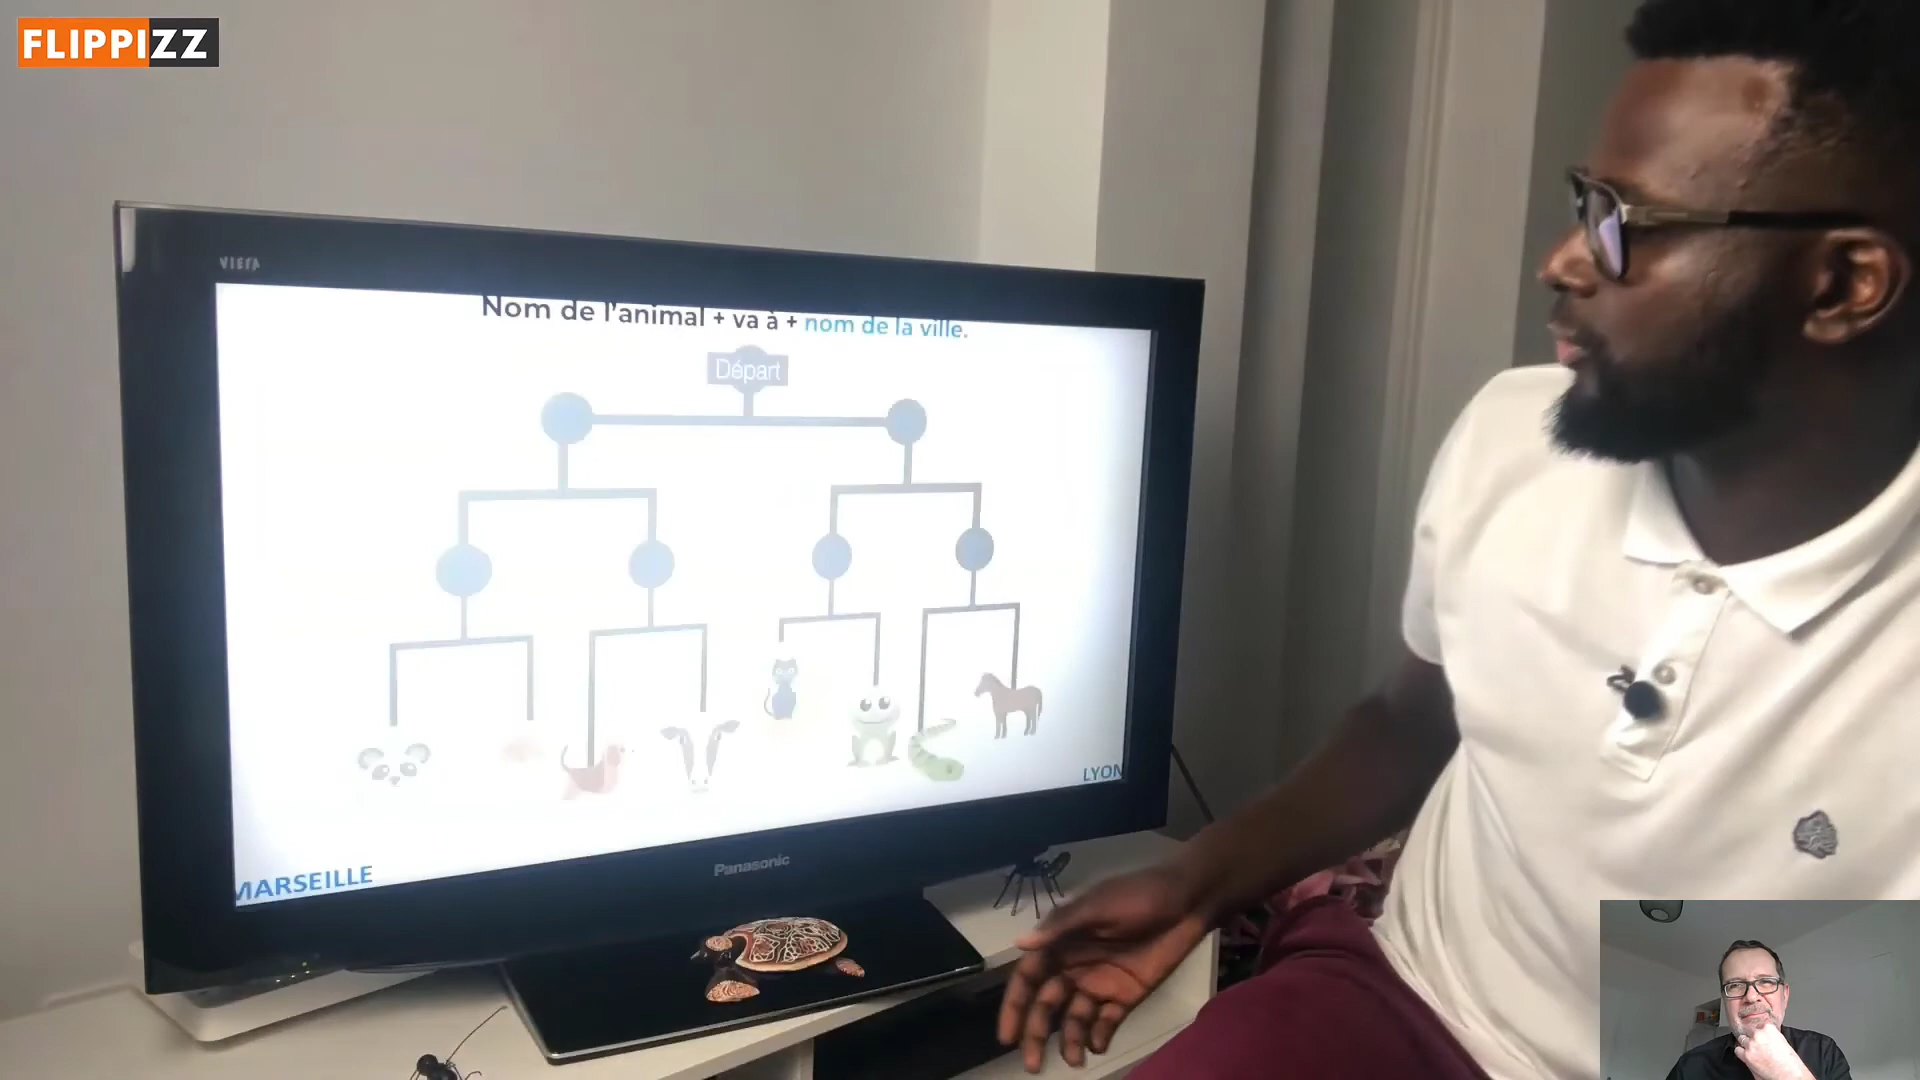 FLIPPIZZ
VIERA
Nom de l'animal + va à + nom de la ville.
Départ
LYON
MARSEILLE
Panasonic